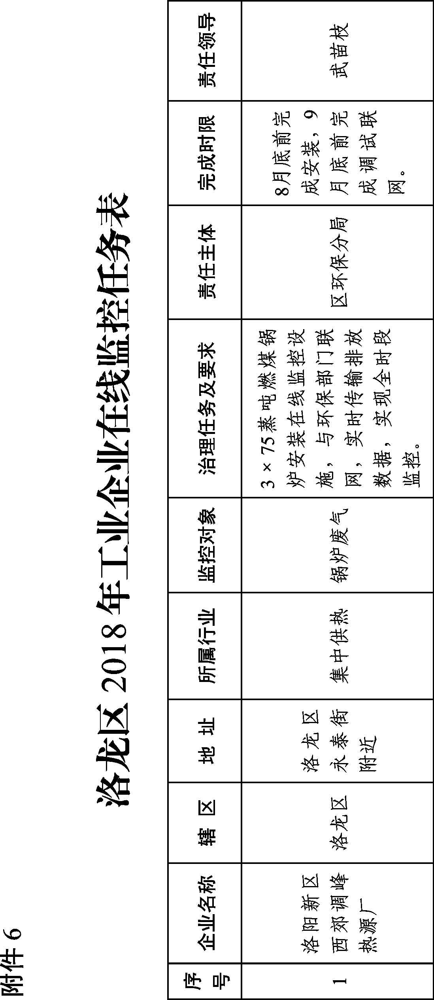 附件 6
洛龙区 2018 年工业企业在线监控任务表
序
号
企业名称
辖 区
地 址
所属行业
监控对象
治理任务及要求
责任主体
完成时限
责任领导
1
洛阳新区
西郊调峰
热源厂
洛龙区
洛龙区
永泰街
附近
集中供热
锅炉废气
3×75蒸吨燃煤锅
炉安装在线监控设
施，与环保部门联
网，实时传输排放
数据，实现全时段
监控。
区环保分局
8月底前完
成安装，9
月底前完
成调试联
网。
武苗枝